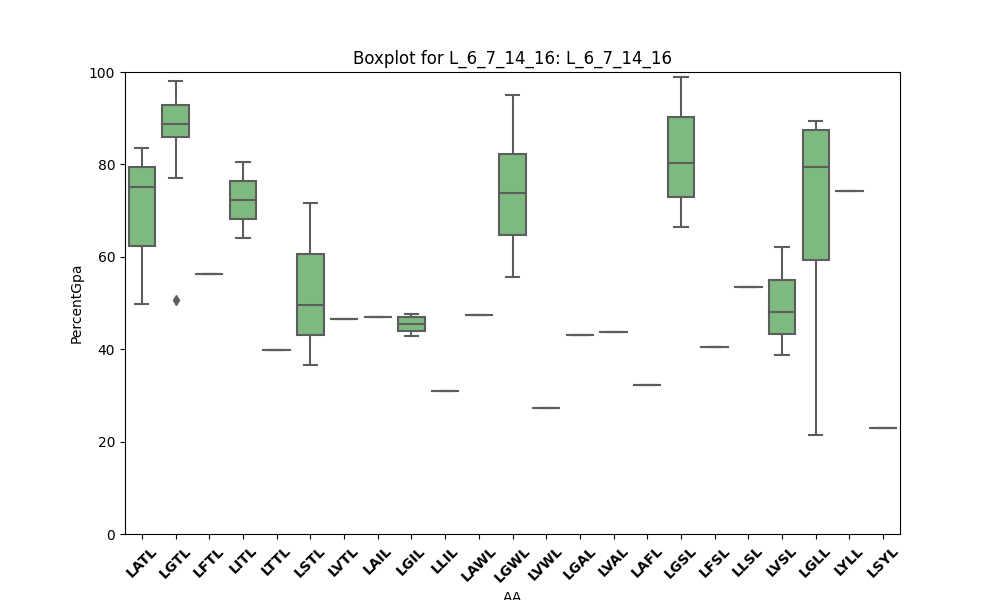 Boxplot for L_6_7_14_16: L_6_7_14_16
100
80
60
40
20
0
PercentGpa
LATL LGTL LFTL LITL LTTL LSTL LVTL LAIL LGIL LLIL LAWL LGWL LVWL LGAL LVAL LAFL LGSL LFSL LLSL LVSL LGLL LYLL LSYL
AA